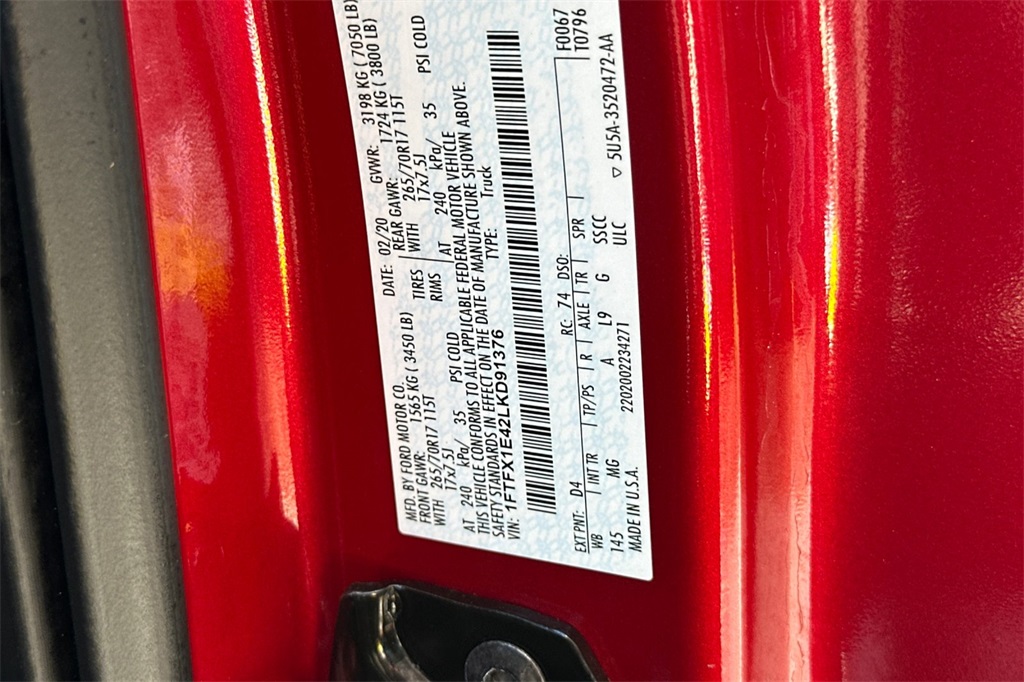 MFD. BY FORD MOTOR CO.
DATE: 02/20 GVWR: 3198 KG ( 7050 LB)
FRONT GAWR: 1565 KG ( 3450 LB) REAR GAWR: 1724 KG ( 3800 LB)
WITH 265/70R17 115T TIRES WITH 265/70R17 115T
17x7.5J RIMS 17x7.5J
AT 240 kPa/ 35 PSI COLD AT 240 kPa/ 35 PSI COLD
THIS VEHICLE CONFORMS TO ALL APPLICABLE FEDERAL MOTOR VEHICLE
SAFETY STANDARDS IN EFFECT ON THE DATE OF MANUFACTURE SHOWN ABOVE.
VIN: 1FTFX1E42LKD91376 TYPE: Truck
F0067
T0796
EXT PNT: D4 RC: 74 DSO:
WB INT TR TP/PS R AXLE TR SPR
145 MG A L9 G SSCC
MADE IN U.S.A. 2202002234271 ULC
▽ 5U5A-3520472-AA